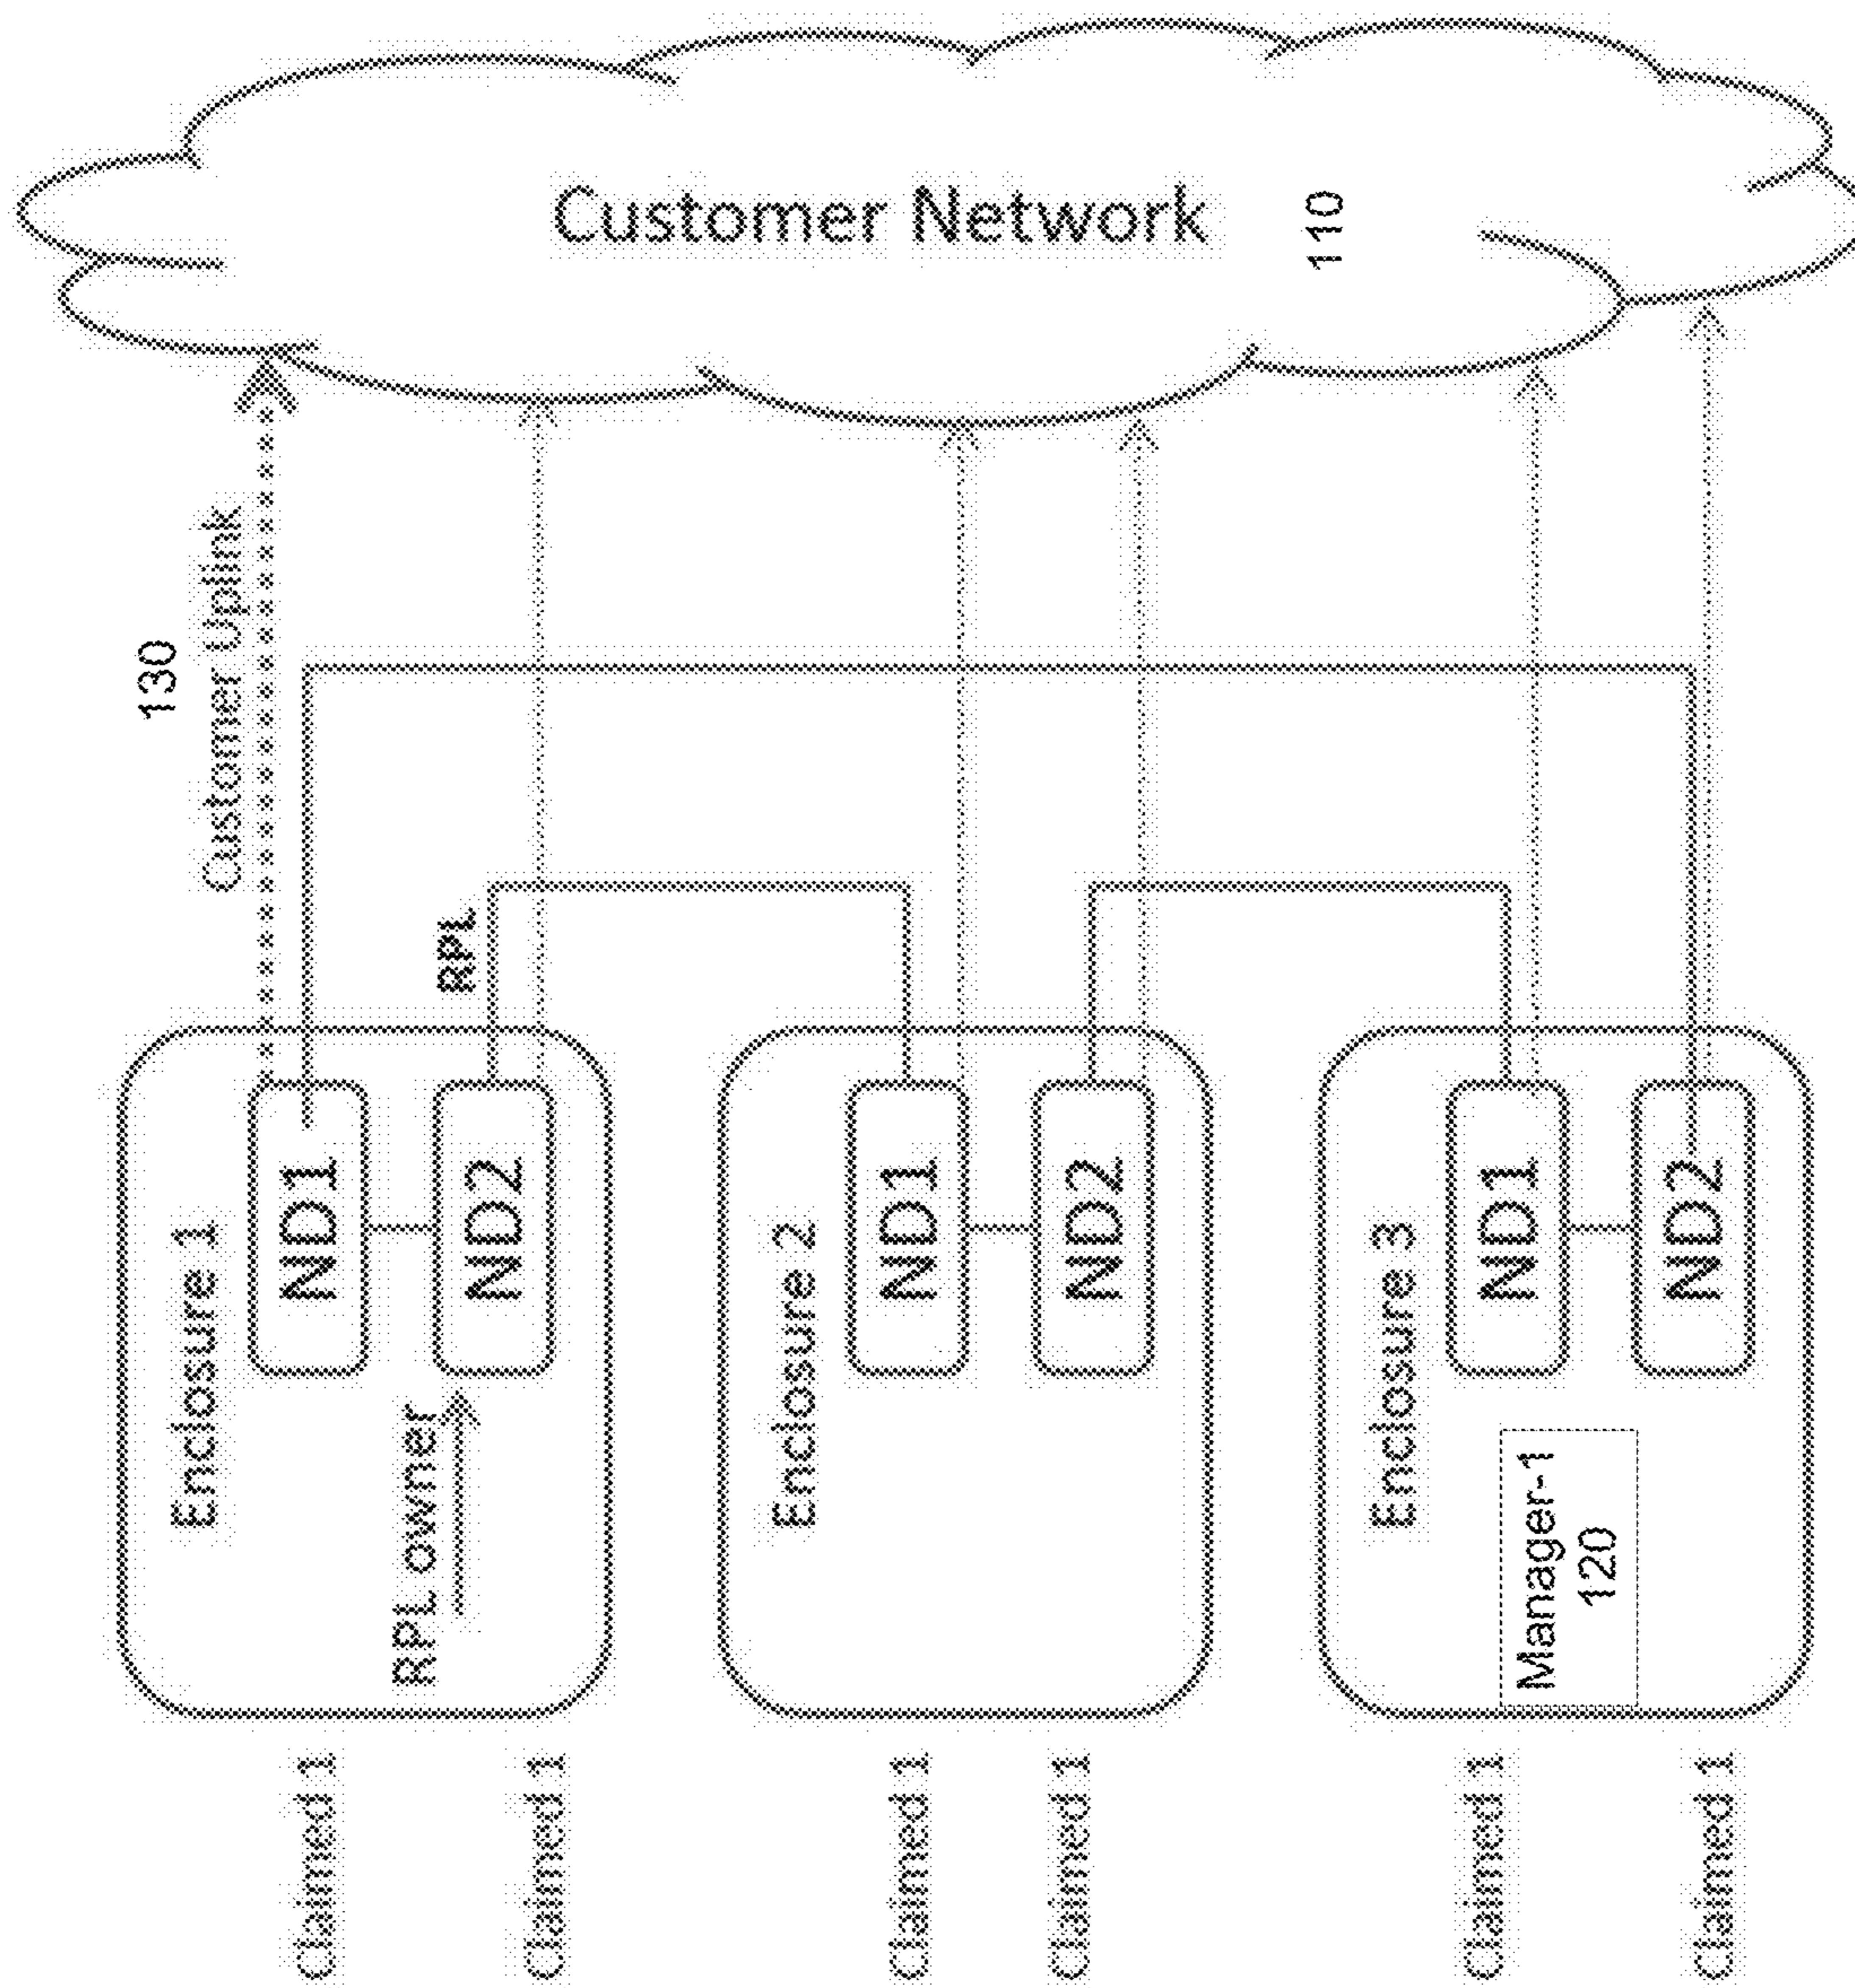 Customer Network
110
130
Customer Uplink
RPL
Enclosure 1
ND1
ND2
RPL owner
Claimed 1
Claimed 1
Enclosure 2
ND1
ND2
Claimed 1
Claimed 1
Enclosure 3
ND1
ND2
Manager-1
120
Claimed 1
Claimed 1